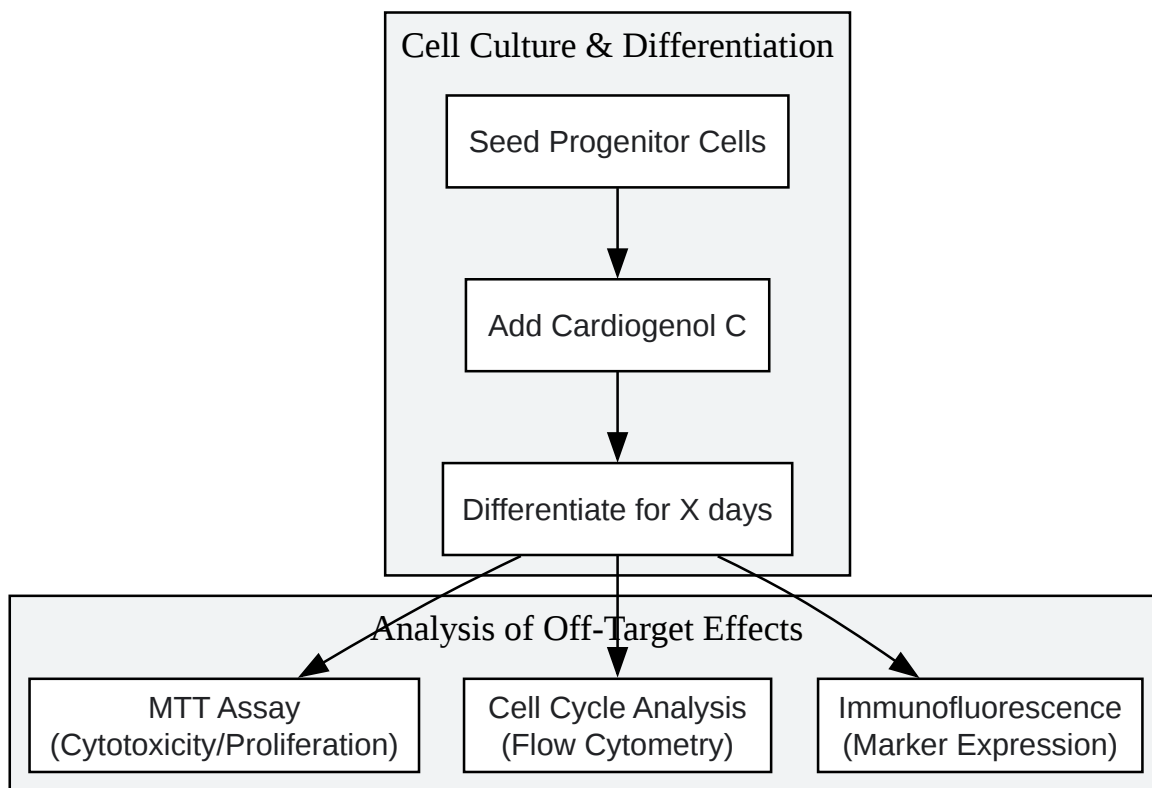 Cell Culture & Differentiation
Seed Progenitor Cells
Add Cardiogenol C
Differentiate for X days
Analysis of Off-Target Effects
MTT Assay
(Cytotoxicity/Proliferation)
Cell Cycle Analysis
(Flow Cytometry)
Immunofluorescence
(Marker Expression)